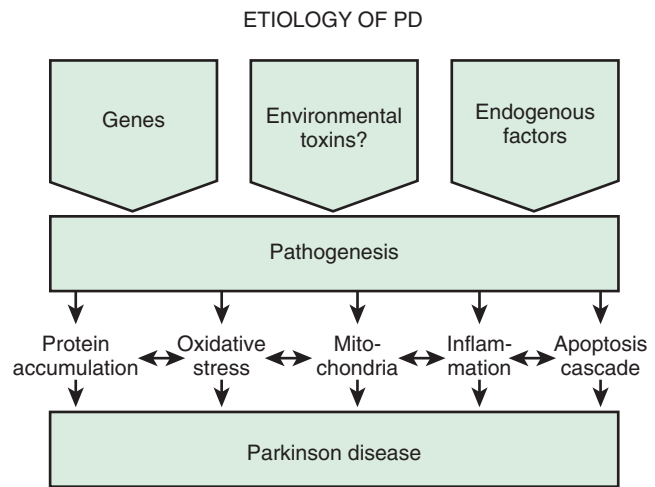 ETIOLOGY OF PD
Genes
Environmental
toxins?
Endogenous
factors
Pathogenesis
Protein
accumulation
Oxidative
stress
Mito-
chondria
Inflam-
mation
Apoptosis
cascade
Parkinson disease